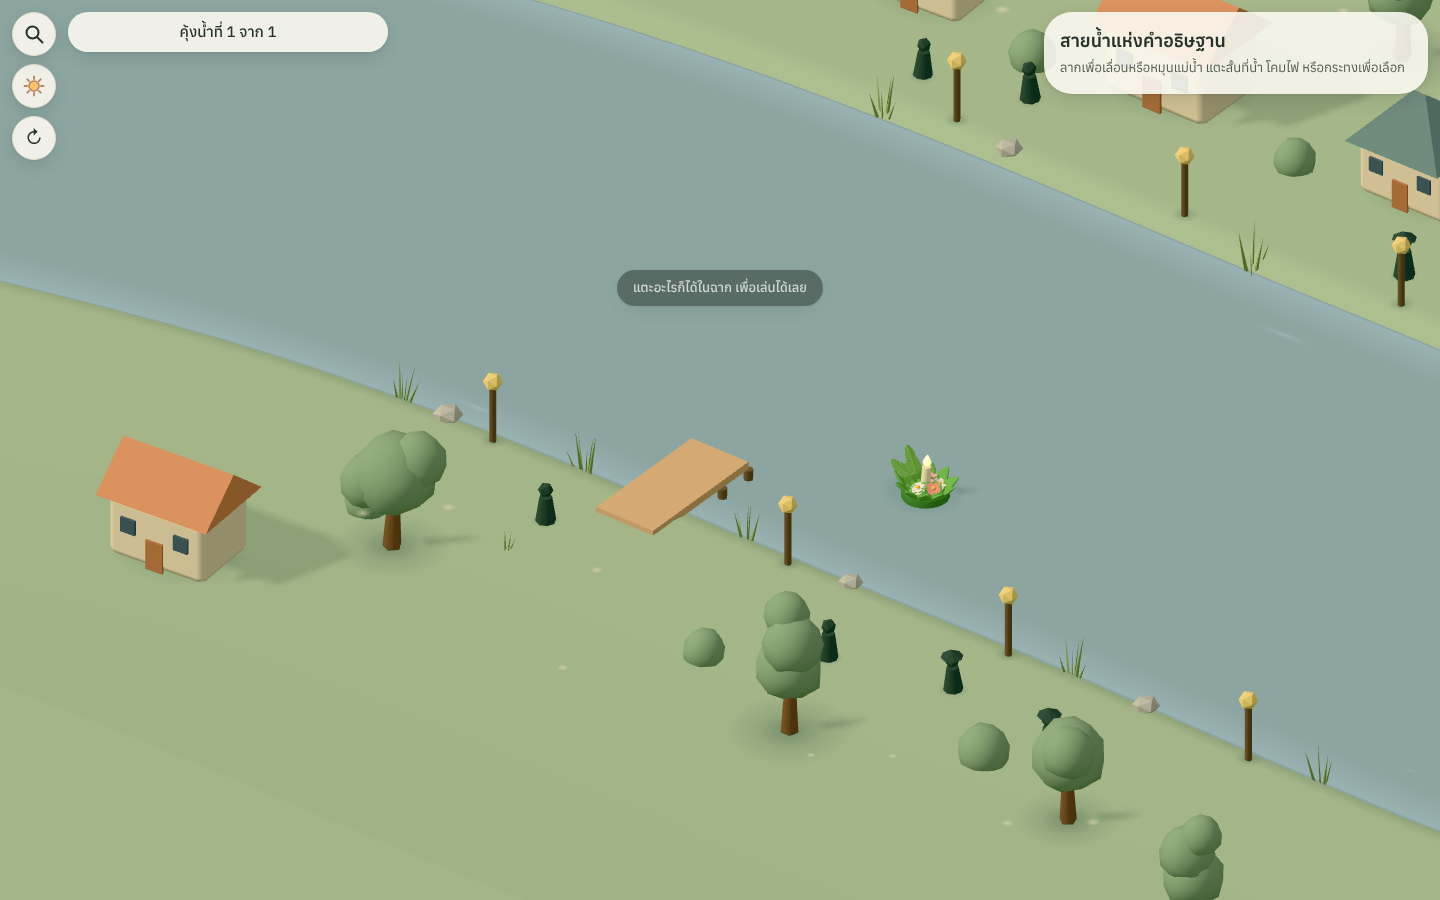 คุ้งน้ำที่ 1 จาก 1
สายน้ำแห่งคำอธิษฐาน
ลากเพื่อเลื่อนหรือหมุนแม่น้ำ แตะสั้นที่น้ำ โคมไฟ หรือกระทงเพื่อเลือก
แตะอะไรก็ได้ในฉาก เพื่อเล่นได้เลย